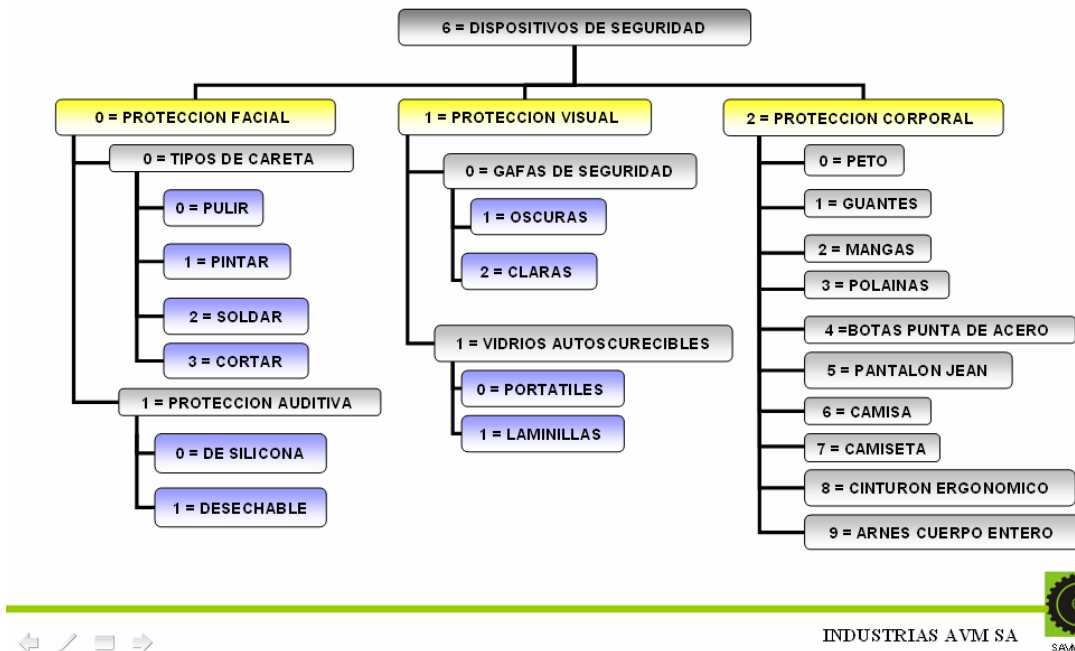 6 = DISPOSITIVOS DE SEGURIDAD
0 = PROTECCION FACIAL
0 = TIPOS DE CARETA
0 = PULIR
1 = PINTAR
2 = SOLDAR
3 = CORTAR
1 = PROTECCION AUDITIVA
0 = DE SILICONA
1 = DESECHABLE
1 = PROTECCION VISUAL
0 = GAFAS DE SEGURIDAD
1 = OSCURAS
2 = CLARAS
1 = VIDRIOS AUTOSCURECIBLES
0 = PORTATILES
1 = LAMINILLAS
2 = PROTECCION CORPORAL
0 = PETO
1 = GUANTES
2 = MANGAS
3 = POLAINAS
4 =BOTAS PUNTA DE ACERO
5 = PANTALON JEAN
6 = CAMISA
7 = CAMISETA
8 = CINTURON ERGONOMICO
9 = ARNES CUERPO ENTERO
INDUSTRIAS AVM SA